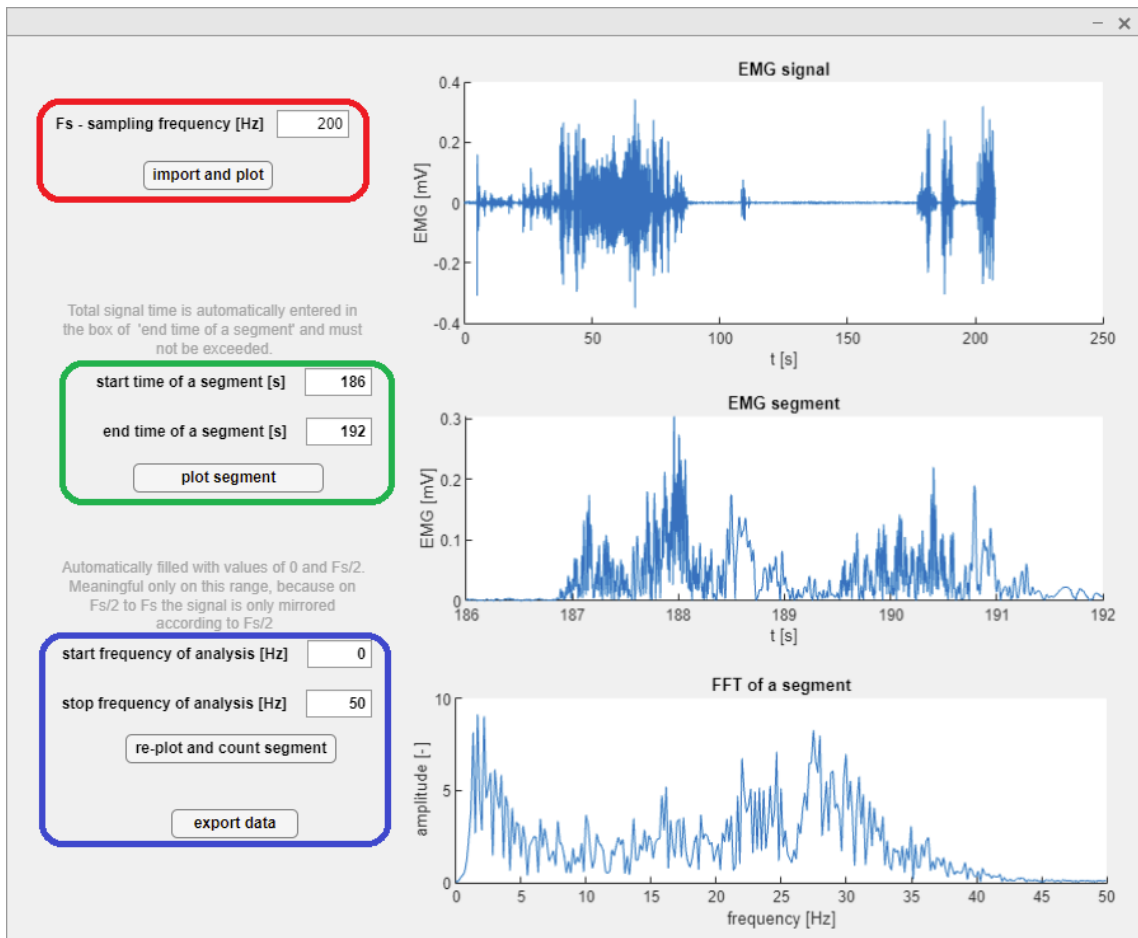 Fs - sampling frequency [Hz] 200
import and plot
Total signal time is automatically entered in
the box of 'end time of a segment' and must
not be exceeded.
start time of a segment [s] 186
end time of a segment [s] 192
plot segment
Automatically filled with values of 0 and Fs/2.
Meaningful only on this range, because on
Fs/2 to Fs the signal is only mirrored
according to Fs/2
start frequency of analysis [Hz] 0
stop frequency of analysis [Hz] 50
re-plot and count segment
export data
EMG signal
EMG [mV]
0.4
0.2
0
-0.2
-0.4
0 50 100 150 200 250
t [s]
EMG segment
EMG [mV]
0.3
0.2
0.1
0
186 187 188 189 190 191 192
t [s]
FFT of a segment
amplitude [-]
10
5
0
0 5 10 15 20 25 30 35 40 45 50
frequency [Hz]